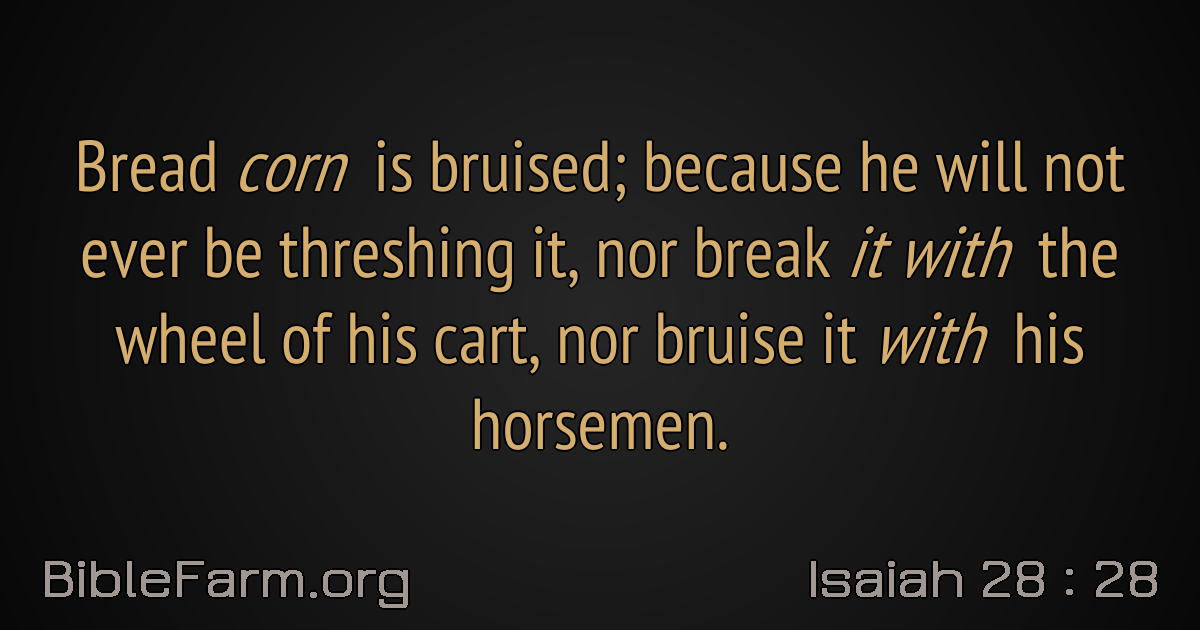 Bread corn is bruised; because he will not
ever be threshing it, nor break it with the
wheel of his cart, nor bruise it with his
horsemen.
BibleFarm.org
Isaiah 28 : 28